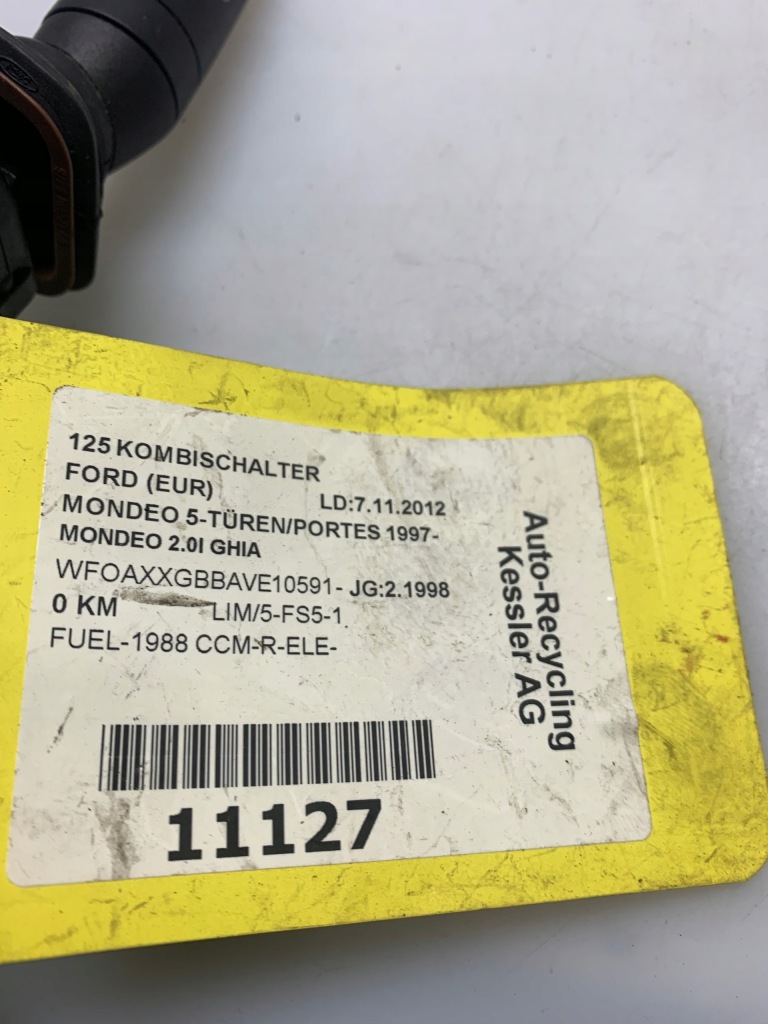 125 KOMBISCHALTER
FORD (EUR) LD:7.11.2012
MONDEO 5-TÜREN/PORTES 1997-
MONDEO 2.0I GHIA
WFOAXXGBBAVE10591- JG:2.1998
0 KM LIM/5-FS5-1
FUEL-1988 CCM-R-ELE-
11127
Auto-Recycling
Kessler AG